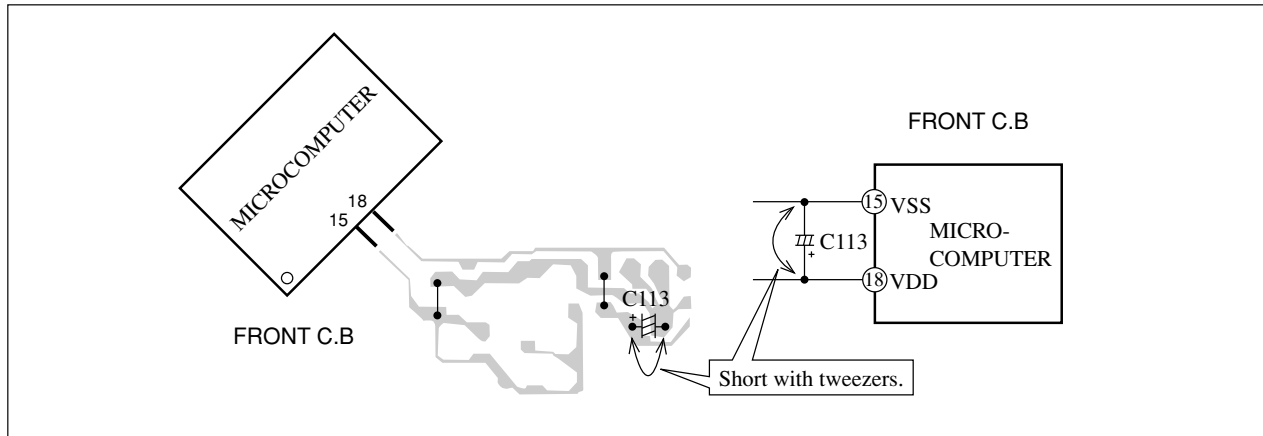 MICROCOMPUTER
18
15
FRONT C.B
C113
+
Short with tweezers.
FRONT C.B
15 VSS
C113
+
MICRO-
COMPUTER
18 VDD